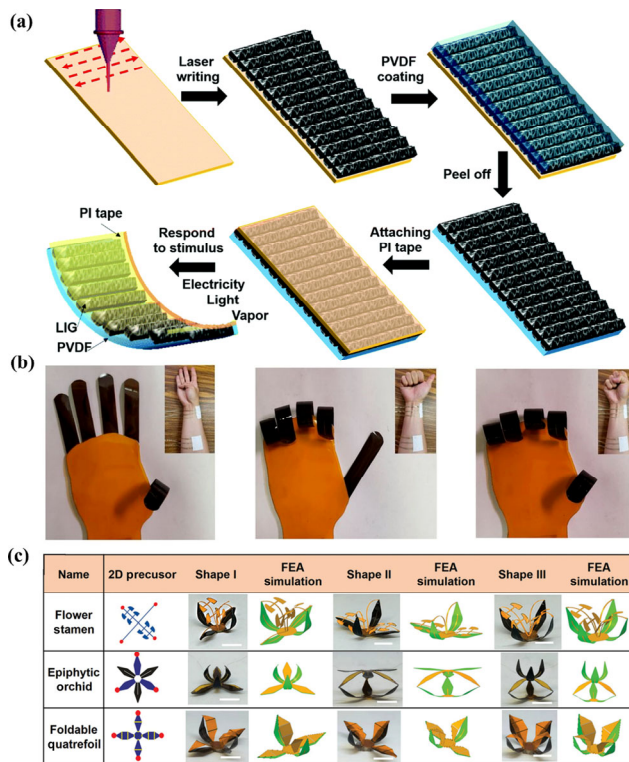 (a)
Laser
writing
PVDF
coating
Peel off
Attaching
PI tape
Respond
to stimulus
Electricity
Light
Vapor
PI tape
LIG
PVDF
(b)
(c)
Name
2D precusor
Shape I
FEA
simulation
Shape II
FEA
simulation
Shape III
FEA
simulation
Flower
stamen
Epiphytic
orchid
Foldable
quatrefoil